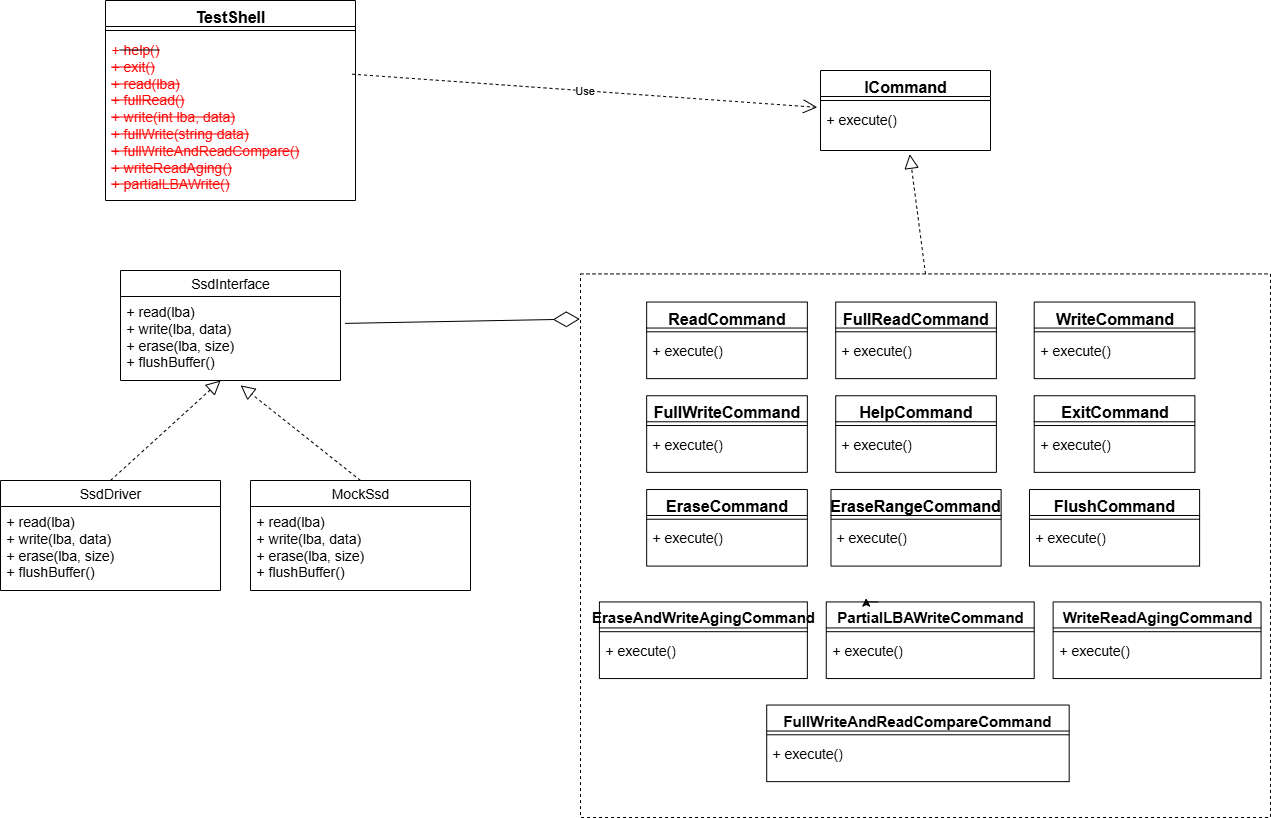 TestShell
+ help()
+ exit()
+ read(lba)
+ fullRead()
+ write(int lba, data)
+ fullWrite(string data)
+ fullWriteAndReadCompare()
+ writeReadAging()
+ partialLBAWrite()
Use
ICommand
+ execute()
SsdInterface
+ read(lba)
+ write(lba, data)
+ erase(lba, size)
+ flushBuffer()
SsdDriver
+ read(lba)
+ write(lba, data)
+ erase(lba, size)
+ flushBuffer()
MockSsd
+ read(lba)
+ write(lba, data)
+ erase(lba, size)
+ flushBuffer()
ReadCommand
+ execute()
FullReadCommand
+ execute()
WriteCommand
+ execute()
FullWriteCommand
+ execute()
HelpCommand
+ execute()
ExitCommand
+ execute()
EraseCommand
+ execute()
EraseRangeCommand
+ execute()
FlushCommand
+ execute()
EraseAndWriteAgingCommand
+ execute()
PartialLBAWriteCommand
+ execute()
WriteReadAgingCommand
+ execute()
FullWriteAndReadCompareCommand
+ execute()